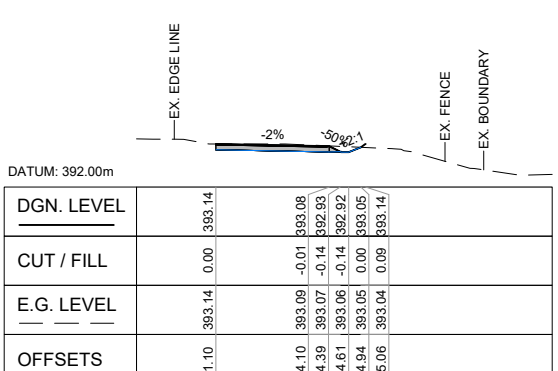 EX. EDGE LINE
EX. FENCE
EX. BOUNDARY
-2%
-50%
2:1
DATUM: 392.00m
DGN. LEVEL 393.14 393.08 392.93 392.92 393.05 393.14
CUT / FILL 0.00 -0.01 -0.14 -0.14 0.00 0.09
E.G. LEVEL 393.14 393.09 393.07 393.06 393.05 393.04
OFFSETS 1.10 4.10 4.39 4.61 4.94 5.06